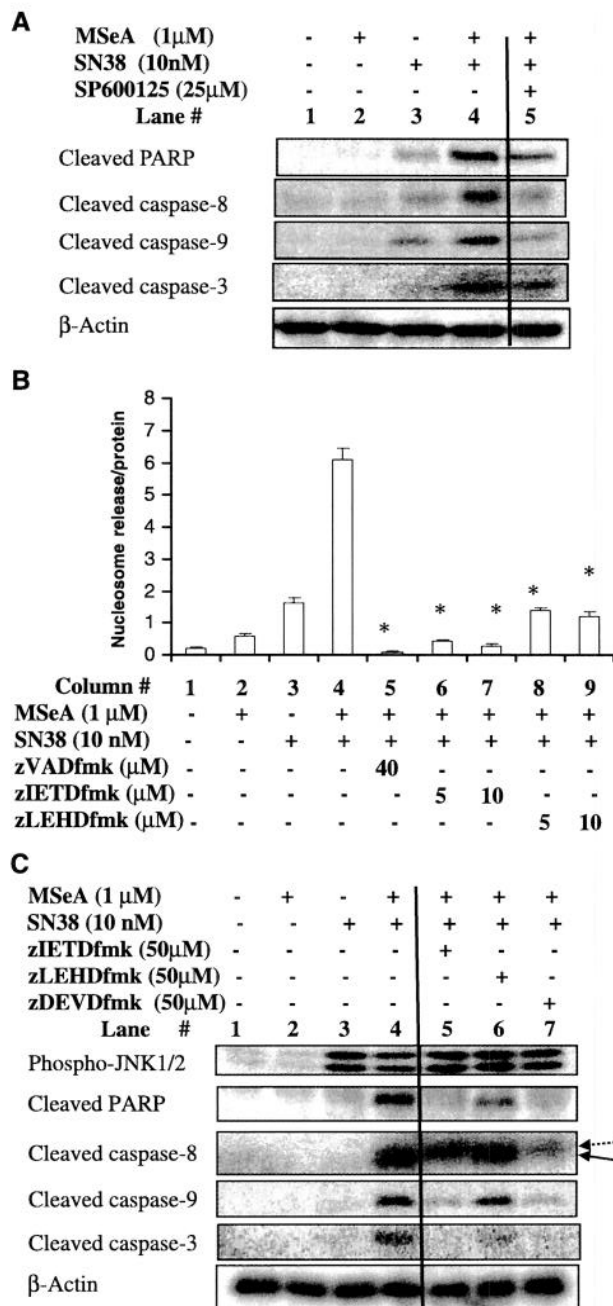 A
MSeA (1μM) - + - + +
SN38 (10nM) - - + + +
SP600125 (25μM) - - - - +
Lane # 1 2 3 4 5
Cleaved PARP
Cleaved caspase-8
Cleaved caspase-9
Cleaved caspase-3
β-Actin
B
Nucleosome release/protein
8
7
6
5
4
3
2
1
0
* * * * *
Column # 1 2 3 4 5 6 7 8 9
MSeA (1 μM) - + - + + + + + +
SN38 (10 nM) - - + + + + + + +
zVADfmk (μM) - - - - 40 - - - -
zIETDfmk (μM) - - - - - 5 10 - -
zLEHDfmk (μM) - - - - - - - 5 10
C
MSeA (1 μM) - + - + + + +
SN38 (10 nM) - - + + + + +
zIETDfmk (50μM) - - - - + - -
zLEHDfmk (50μM) - - - - - + -
zDEVDfmk (50μM) - - - - - - +
Lane # 1 2 3 4 5 6 7
Phospho-JNK1/2
Cleaved PARP
Cleaved caspase-8
Cleaved caspase-9
Cleaved caspase-3
β-Actin